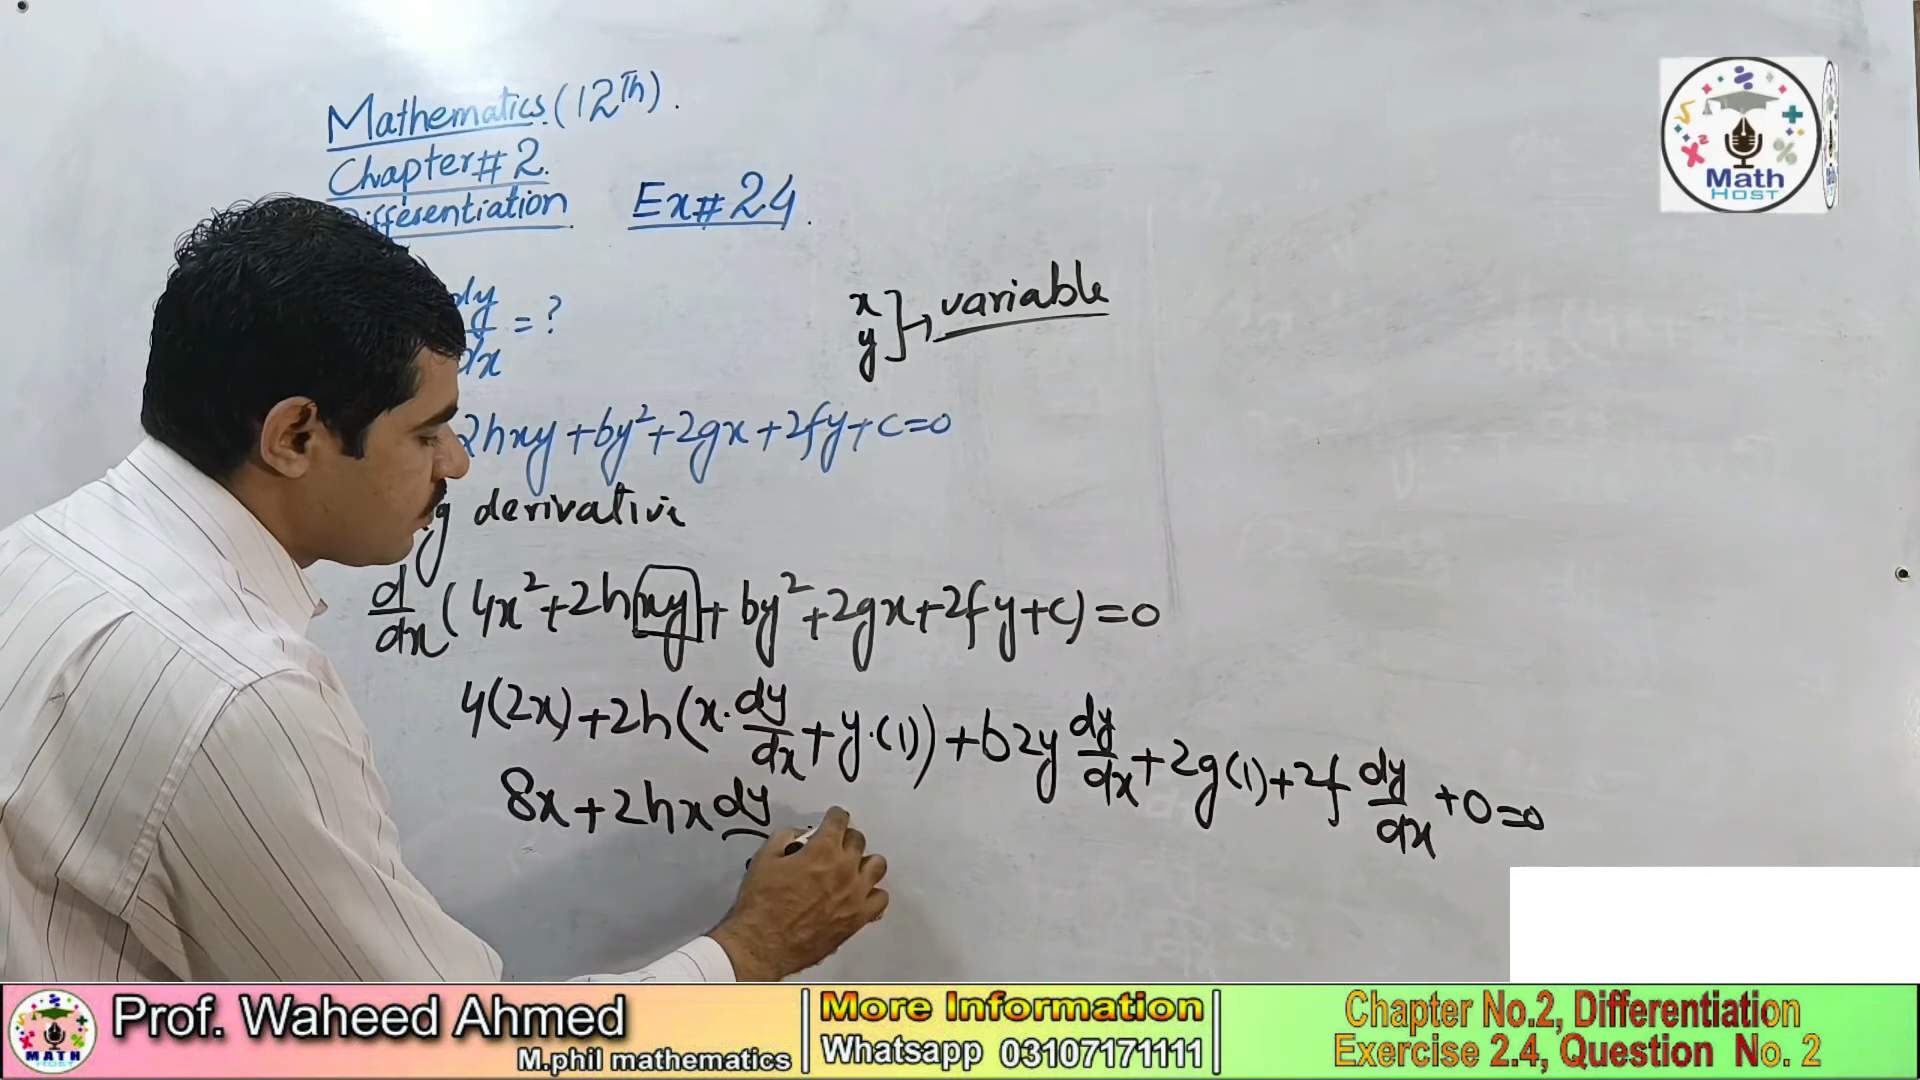 Mathematics (12Th).
Chapter # 2.
Differentiation Ex # 2.4.
dy/dx = ?
x
y } → variable
2hxy + by² + 2gx + 2fy + c = 0
derivative
d/dx (4x² + 2hxy + by² + 2gx + 2fy + c) = 0
4(2x) + 2h(x. dy/dx + y.(1)) + b2y dy/dx + 2g(1) + 2f dy/dx + 0 = 0
8x + 2hx dy
Math
HOST
MATH
HOST
Prof. Waheed Ahmed
M.phil mathematics
More Information
Whatsapp 03107171111
Chapter No.2, Differentiation
Exercise 2.4, Question No. 2